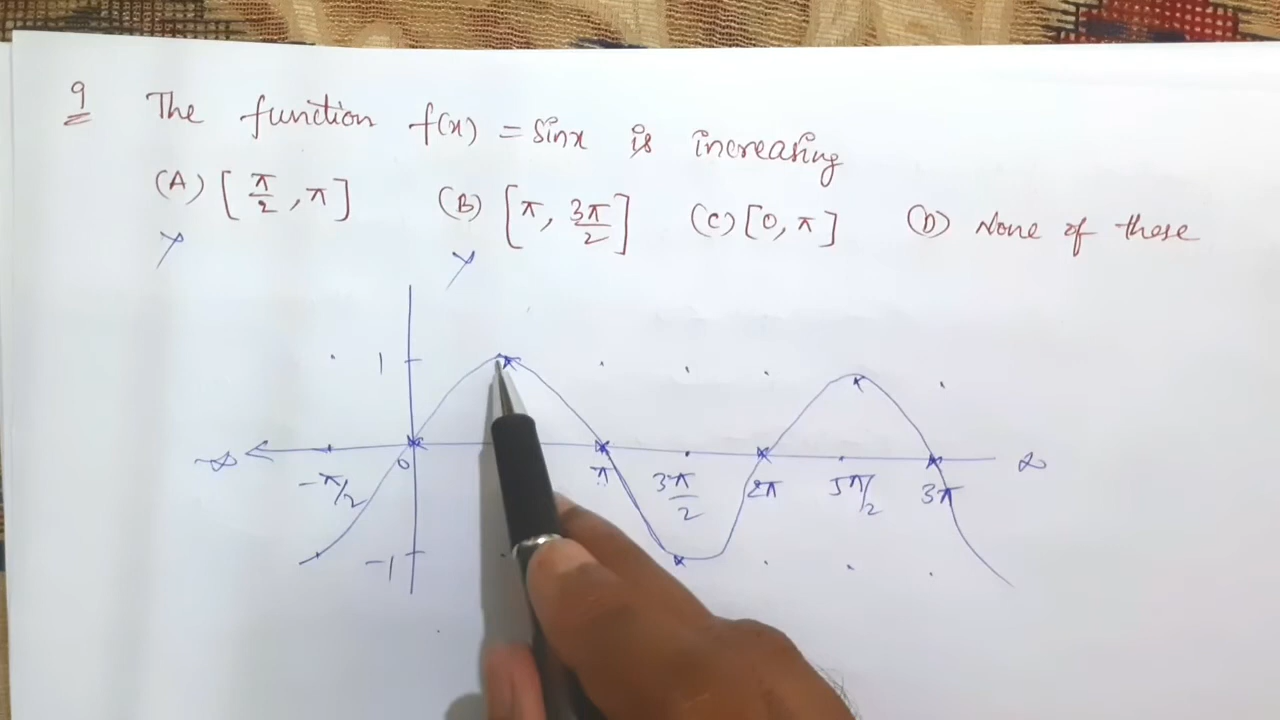 9 The function f(x) = sinx is increasing
(A) [π/2, π] (B) [π, 3π/2] (C) [0, π] (D) None of these
1
-∞ -π/2 0 π 3π/2 2π 5π/2 3π ∞
-1